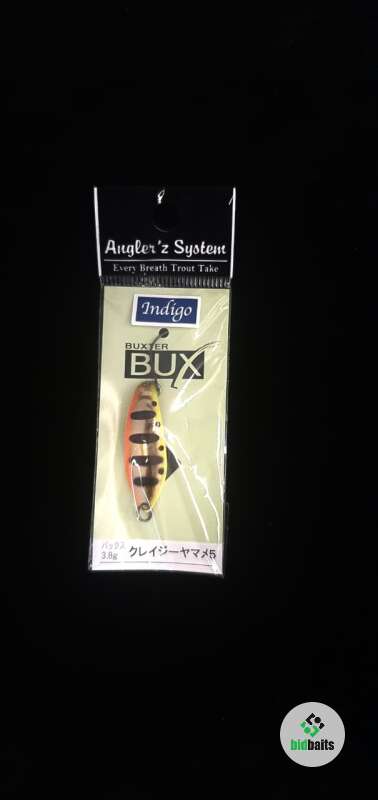 Angler'z System
Every Breath Trout Take
Indigo
BUXTER
BUX
バックス
3.8g クレイジーヤマメ5
bidbaits